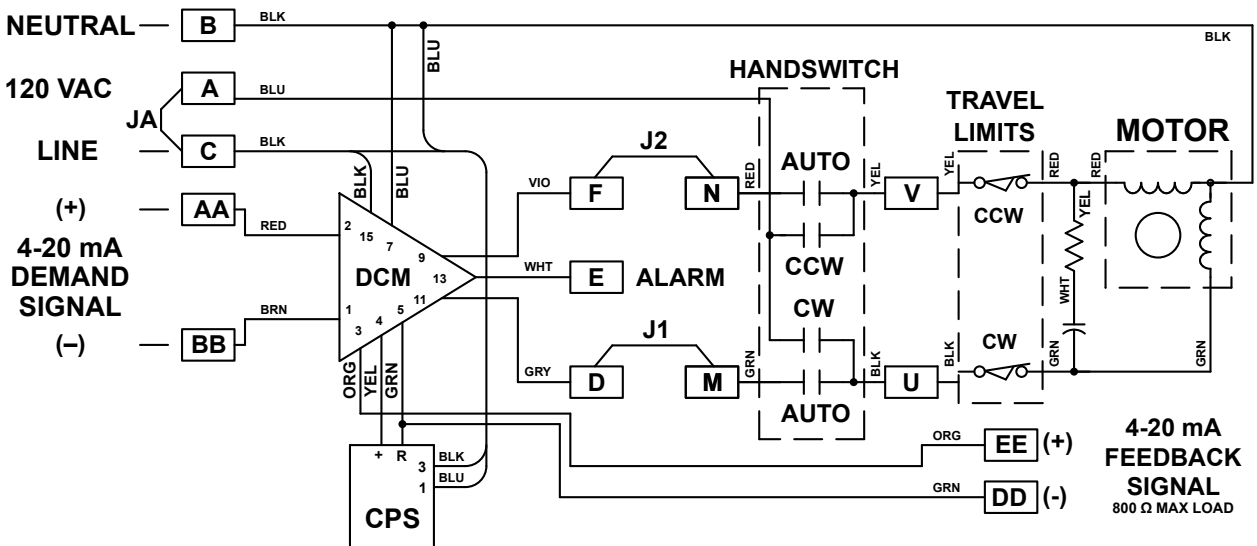 NEUTRAL B BLK
BLK
120 VAC A BLU
BLU
JA
LINE C BLK
HANDSWITCH
TRAVEL
LIMITS
MOTOR
(+) AA RED
4-20 mA
DEMAND
SIGNAL
(–) BB BRN
BLK BLU
2 15 7 9 13 11 5 4 3 1
DCM
VIO F J2 N RED
WHT E ALARM
GRY D J1 M GRN
AUTO
CCW
CW
AUTO
YEL V YEL
BLK U BLK
CCW
CW
RED RED
YEL
WHT
GRN GRN
ORG YEL GRN
+ R
3 BLK
1 BLU
CPS
ORG EE (+)
GRN DD (-)
4-20 mA
FEEDBACK
SIGNAL
800 Ω MAX LOAD